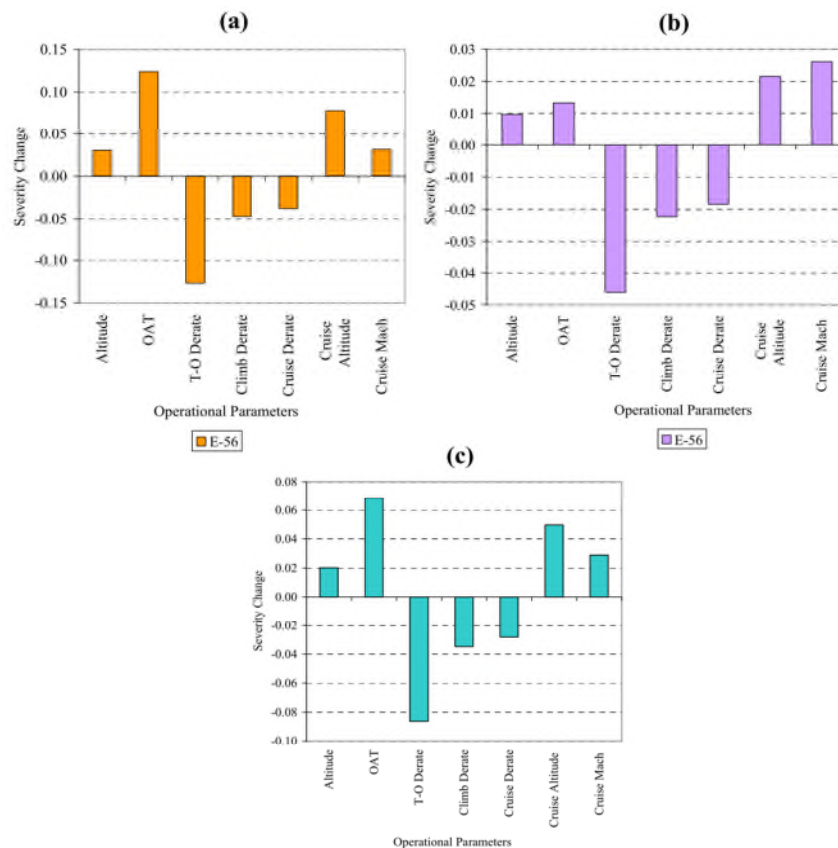 (a)
0.15
0.10
0.05
0.00
-0.05
-0.10
-0.15
Severity Change
Altitude
OAT
T-O Derate
Climb Derate
Cruise Derate
Cruise
Altitude
Cruise Mach
Operational Parameters
E-56
(b)
0.03
0.02
0.01
0.00
-0.01
-0.02
-0.03
-0.04
-0.05
Severity Change
Altitude
OAT
T-O Derate
Climb Derate
Cruise Derate
Cruise
Altitude
Cruise Mach
Operational Parameters
E-56
(c)
0.08
0.06
0.04
0.02
0.00
-0.02
-0.04
-0.06
-0.08
-0.10
Severity Change
Altitude
OAT
T-O Derate
Climb Derate
Cruise Derate
Cruise Altitude
Cruise Mach
Operational Parameters